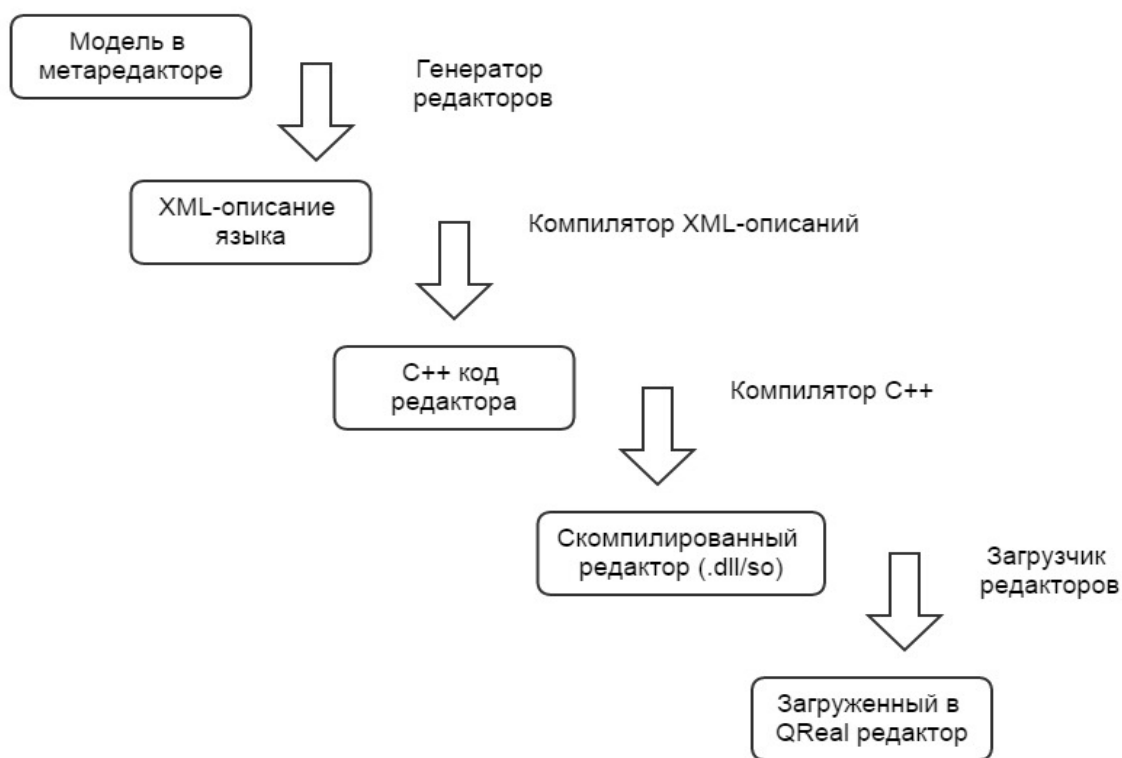 Модель в
метаредакторе
Генератор
редакторов
XML-описание
языка
Компилятор XML-описаний
C++ код
редактора
Компилятор C++
Скомпилированный
редактор (.dll/so)
Загрузчик
редакторов
Загруженный в
QReal редактор